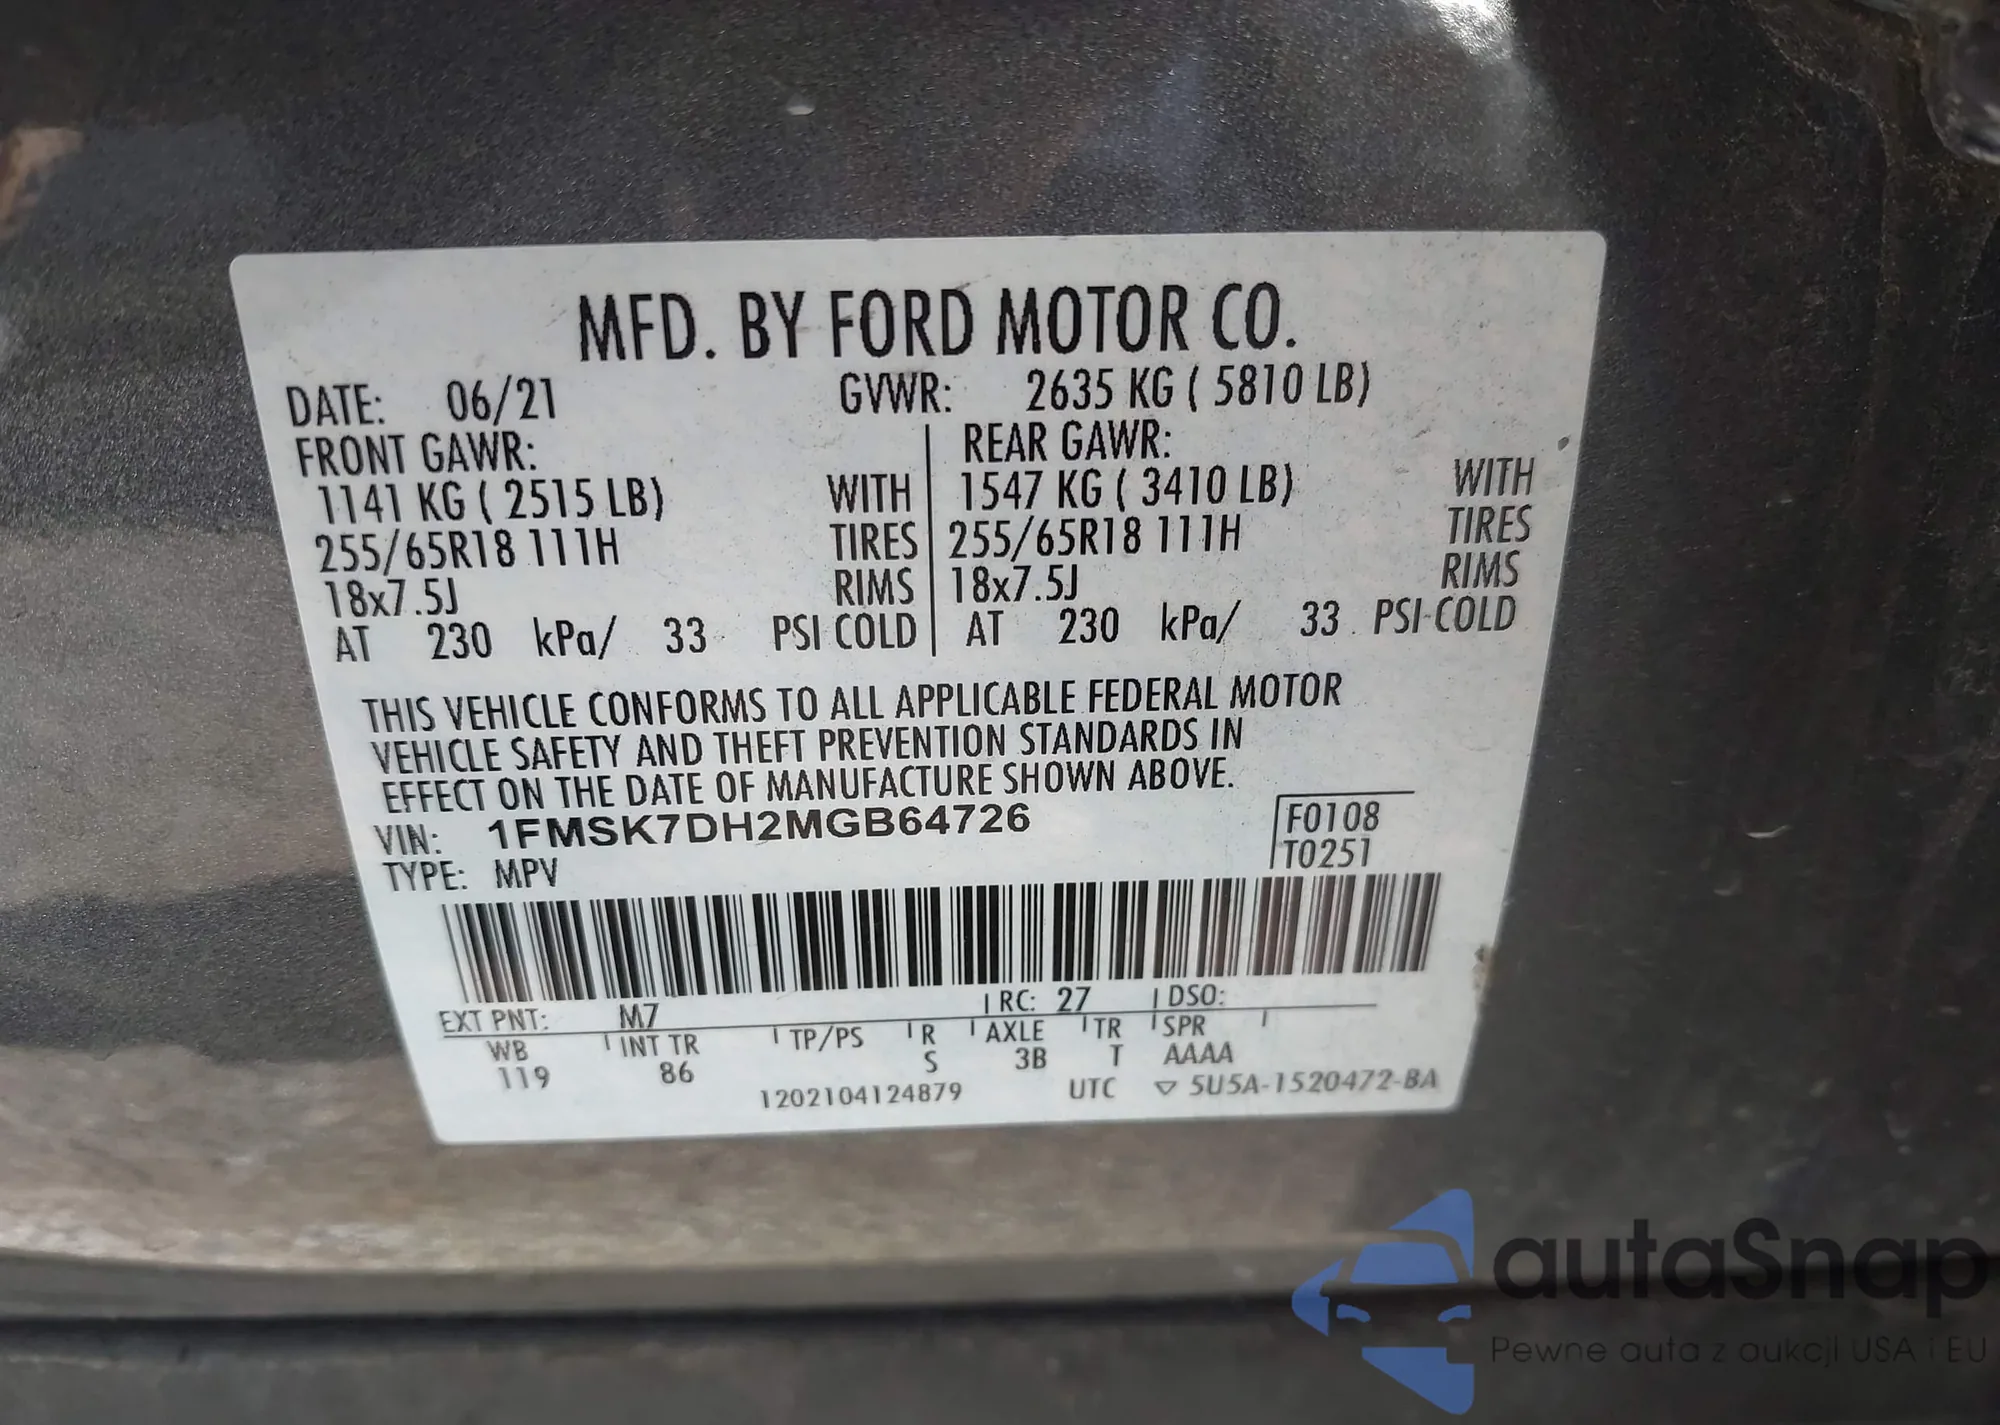 MFD. BY FORD MOTOR CO.
DATE: 06/21 GVWR: 2635 KG ( 5810 LB)
FRONT GAWR: REAR GAWR:
1141 KG ( 2515 LB) WITH 1547 KG ( 3410 LB) WITH
255/65R18 111H TIRES 255/65R18 111H TIRES
18x7.5J RIMS 18x7.5J RIMS
AT 230 kPa/ 33 PSI COLD AT 230 kPa/ 33 PSI COLD
THIS VEHICLE CONFORMS TO ALL APPLICABLE FEDERAL MOTOR
VEHICLE SAFETY AND THEFT PREVENTION STANDARDS IN
EFFECT ON THE DATE OF MANUFACTURE SHOWN ABOVE.
VIN: 1FMSK7DH2MGB64726 F0108
TYPE: MPV T0251
EXT PNT: M7 RC: 27 DSO:
WB INT TR TP/PS R AXLE TR SPR
119 86 S 3B T AAAA
1202104124879 UTC ▽ 5U5A-1520472-BA
autaSnap
Pewne auta z aukcji USA i EU